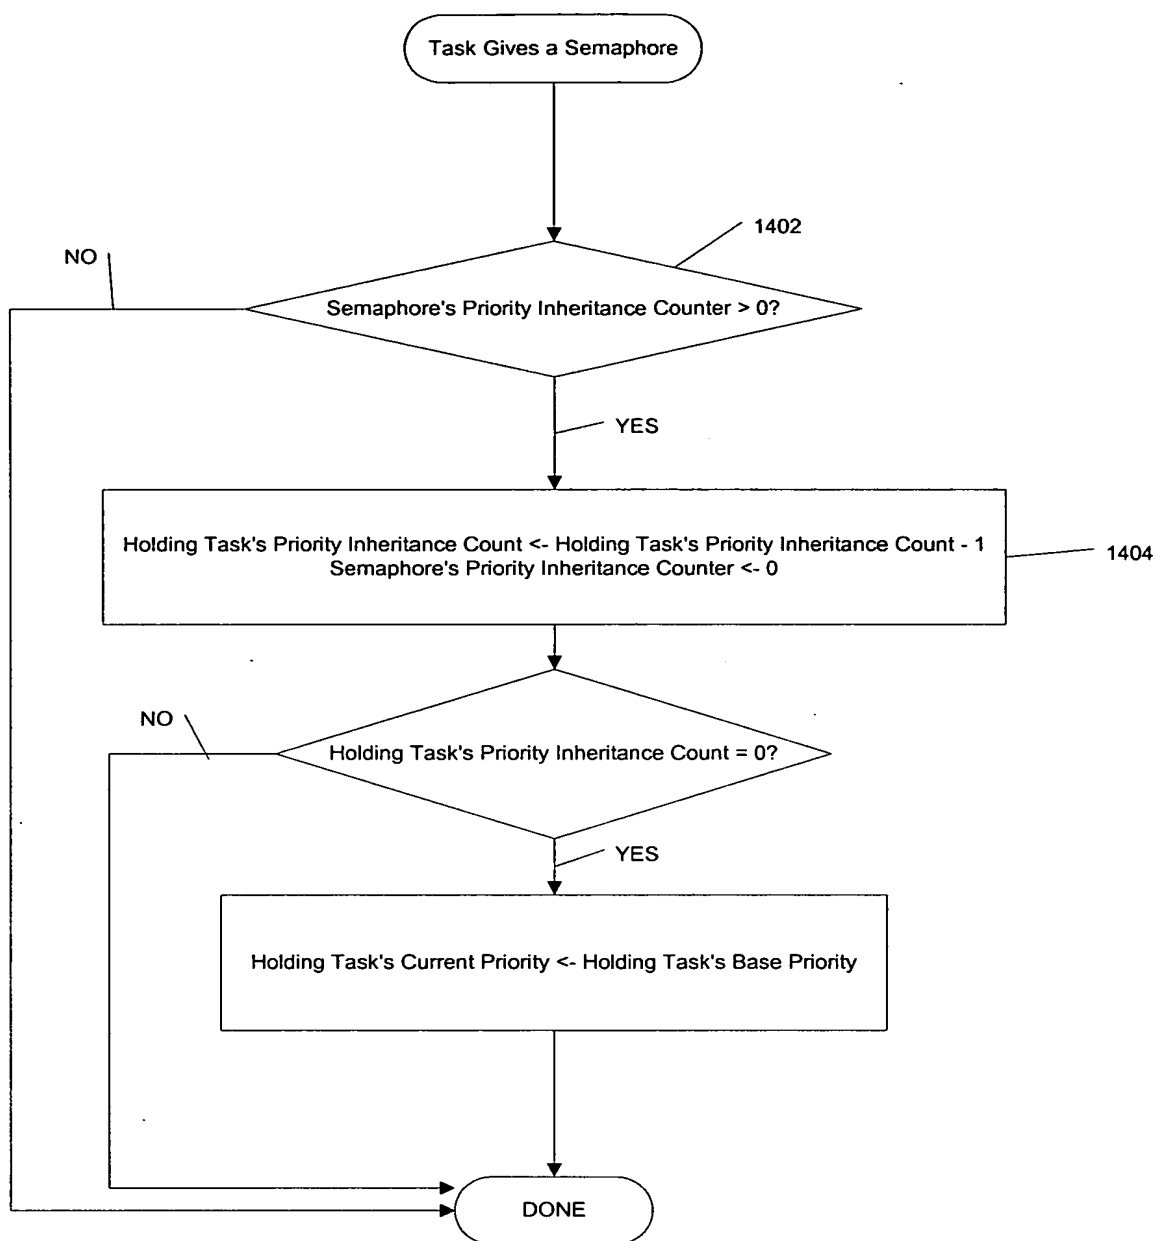 Task Gives a Semaphore
1402
NO
Semaphore's Priority Inheritance Counter > 0?
YES
Holding Task's Priority Inheritance Count <- Holding Task's Priority Inheritance Count - 1
Semaphore's Priority Inheritance Counter <- 0
1404
NO
Holding Task's Priority Inheritance Count = 0?
YES
Holding Task's Current Priority <- Holding Task's Base Priority
DONE